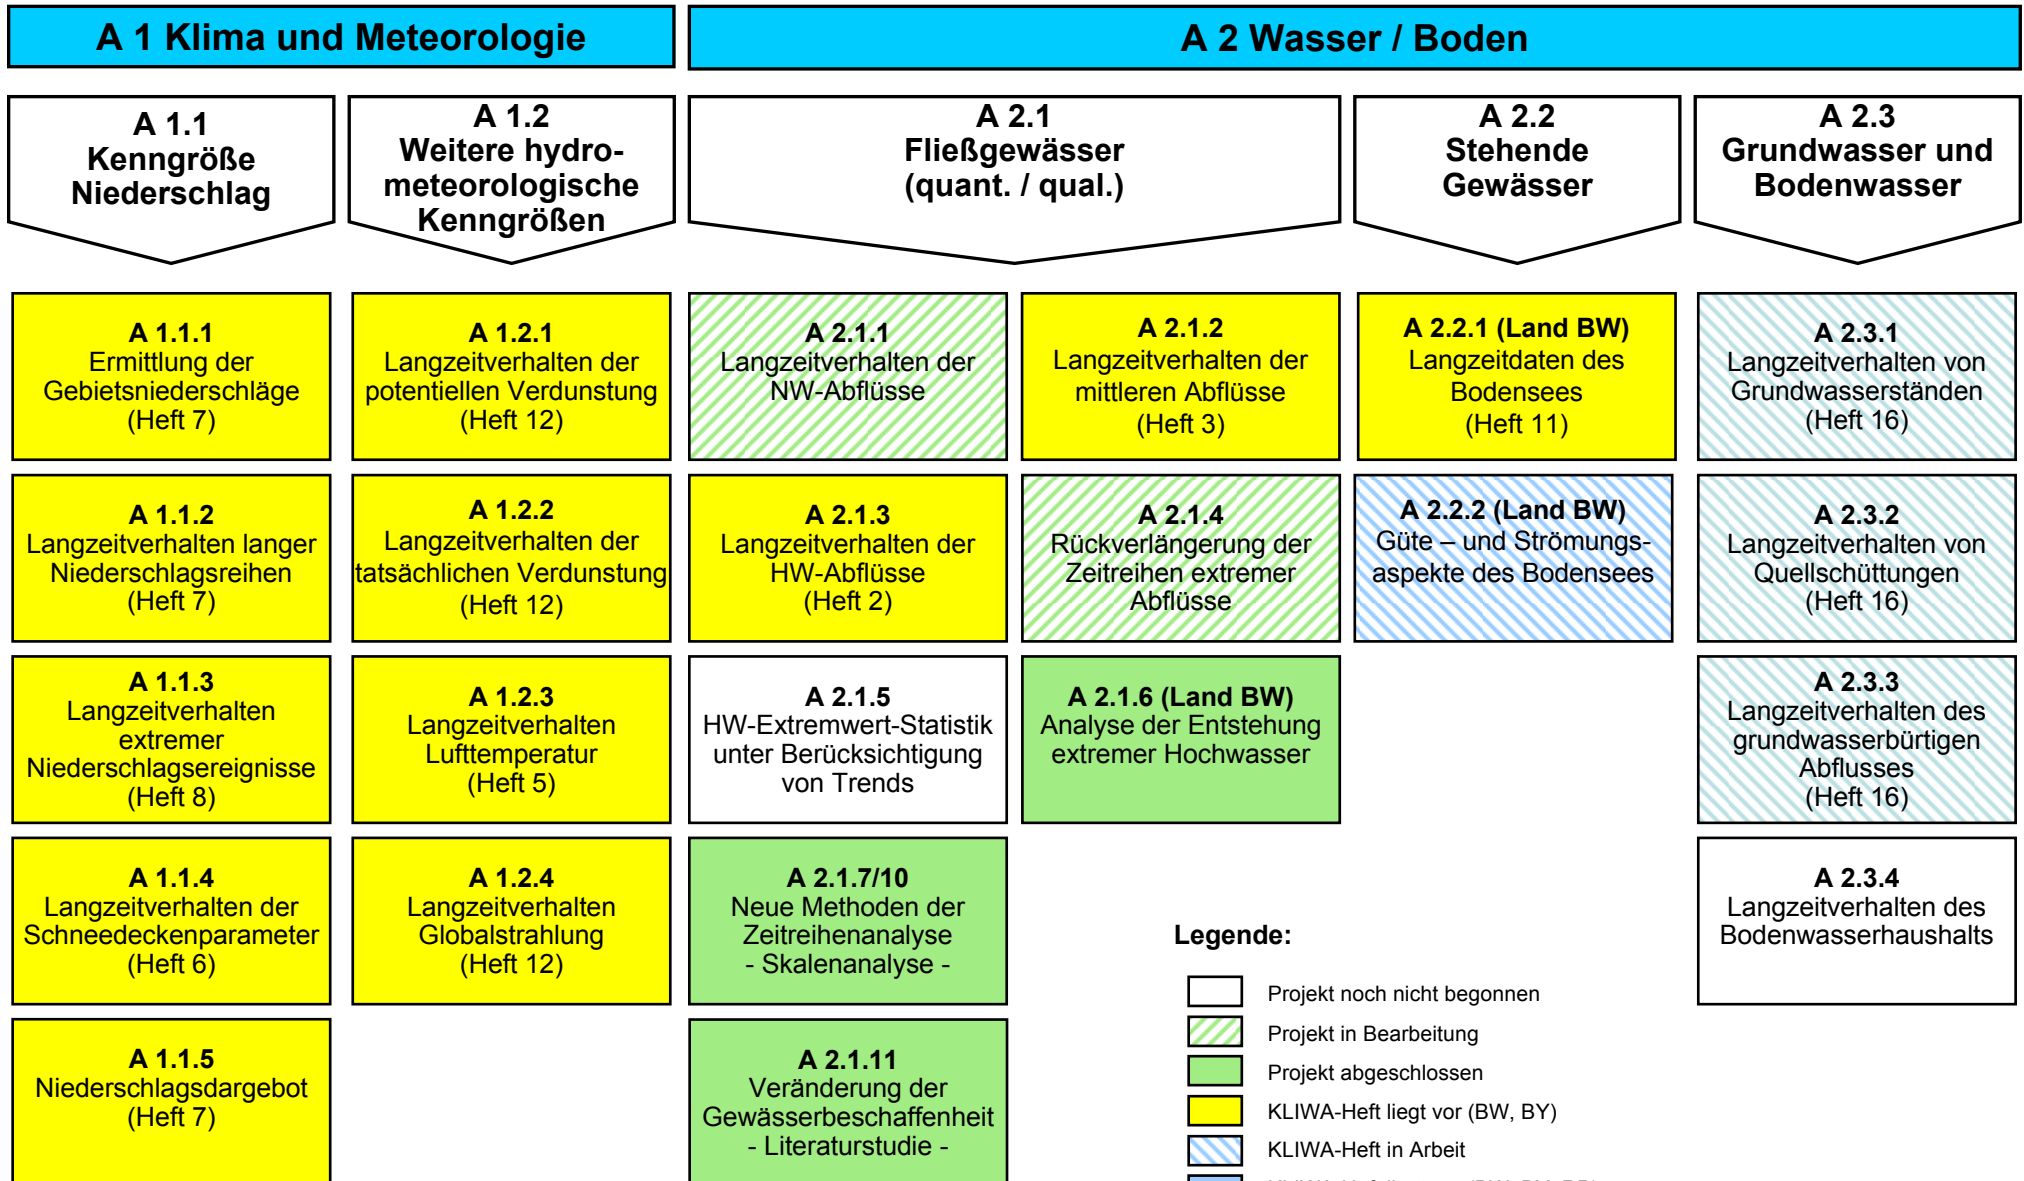 A 1 Klima und Meteorologie
A 2 Wasser / Boden
A 1.1
Kenngröße
Niederschlag
A 1.2
Weitere hydro-
meteorologische
Kenngrößen
A 2.1
Fließgewässer
(quant. / qual.)
A 2.2
Stehende
Gewässer
A 2.3
Grundwasser und
Bodenwasser
A 1.1.1
Ermittlung der
Gebietsniederschläge
(Heft 7)
A 1.2.1
Langzeitverhalten der
potentiellen Verdunstung
(Heft 12)
A 2.1.1
Langzeitverhalten der
NW-Abflüsse
A 2.1.2
Langzeitverhalten der
mittleren Abflüsse
(Heft 3)
A 2.2.1 (Land BW)
Langzeitdaten des
Bodensees
(Heft 11)
A 2.3.1
Langzeitverhalten von
Grundwasserständen
(Heft 16)
A 1.1.2
Langzeitverhalten langer
Niederschlagsreihen
(Heft 7)
A 1.2.2
Langzeitverhalten der
tatsächlichen Verdunstung
(Heft 12)
A 2.1.3
Langzeitverhalten der
HW-Abflüsse
(Heft 2)
A 2.1.4
Rückverlängerung der
Zeitreihen extremer
Abflüsse
A 2.2.2 (Land BW)
Güte – und Strömungs-
aspekte des Bodensees
A 2.3.2
Langzeitverhalten von
Quellschüttungen
(Heft 16)
A 1.1.3
Langzeitverhalten
extremer
Niederschlagsereignisse
(Heft 8)
A 1.2.3
Langzeitverhalten
Lufttemperatur
(Heft 5)
A 2.1.5
HW-Extremwert-Statistik
unter Berücksichtigung
von Trends
A 2.1.6 (Land BW)
Analyse der Entstehung
extremer Hochwasser
A 2.3.3
Langzeitverhalten des
grundwasserbürtigen
Abflusses
(Heft 16)
A 1.1.4
Langzeitverhalten der
Schneedeckenparameter
(Heft 6)
A 1.2.4
Langzeitverhalten
Globalstrahlung
(Heft 12)
A 2.1.7/10
Neue Methoden der
Zeitreihenanalyse
- Skalenanalyse -
A 2.3.4
Langzeitverhalten des
Bodenwasserhaushalts
A 1.1.5
Niederschlagsdargebot
(Heft 7)
A 2.1.11
Veränderung der
Gewässerbeschaffenheit
- Literaturstudie -
Legende:
Projekt noch nicht begonnen
Projekt in Bearbeitung
Projekt abgeschlossen
KLIWA-Heft liegt vor (BW, BY)
KLIWA-Heft in Arbeit